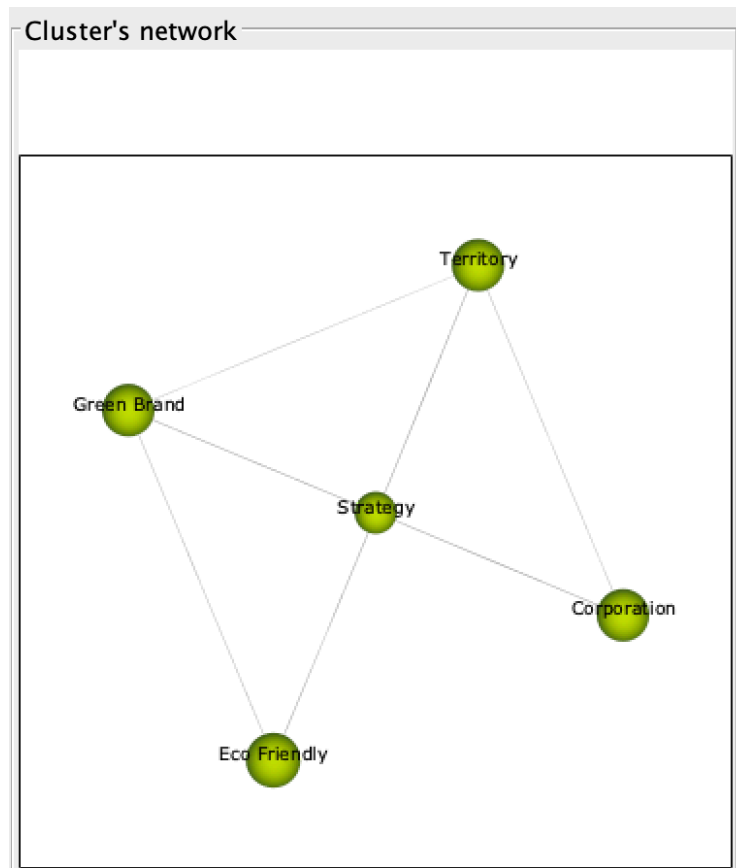 Cluster's network
Territory
Green Brand
Strategy
Corporation
Eco Friendly